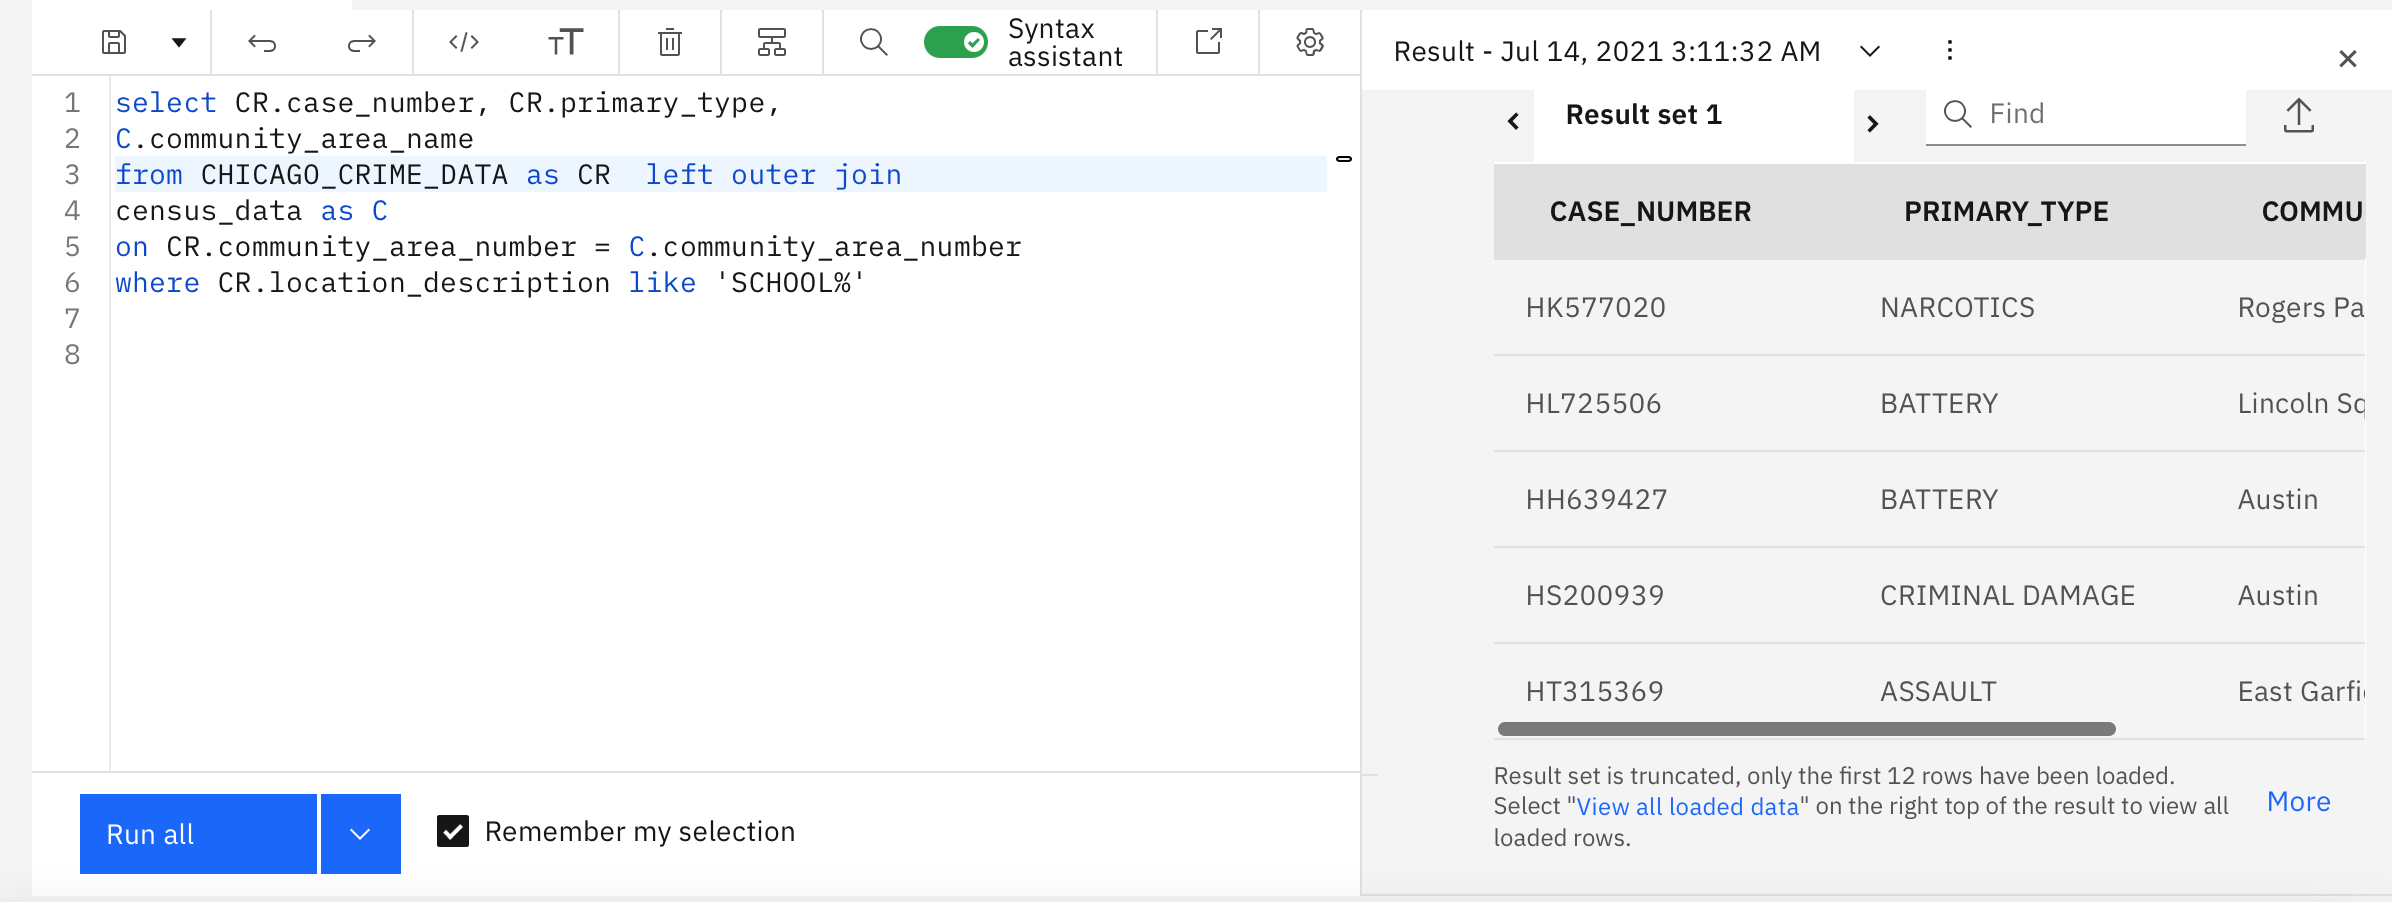 Syntax
assistant
1 select CR.case_number, CR.primary_type,
2 C.community_area_name
3 from CHICAGO_CRIME_DATA as CR  left outer join
4 census_data as C
5 on CR.community_area_number = C.community_area_number
6 where CR.location_description like 'SCHOOL%'
7
8
Run all
Remember my selection
Result - Jul 14, 2021 3:11:32 AM
Result set 1
Find
CASE_NUMBER PRIMARY_TYPE COMMU
HK577020 NARCOTICS Rogers Pa
HL725506 BATTERY Lincoln Sq
HH639427 BATTERY Austin
HS200939 CRIMINAL DAMAGE Austin
HT315369 ASSAULT East Garfi
Result set is truncated, only the first 12 rows have been loaded.
Select "View all loaded data" on the right top of the result to view all
loaded rows.
More